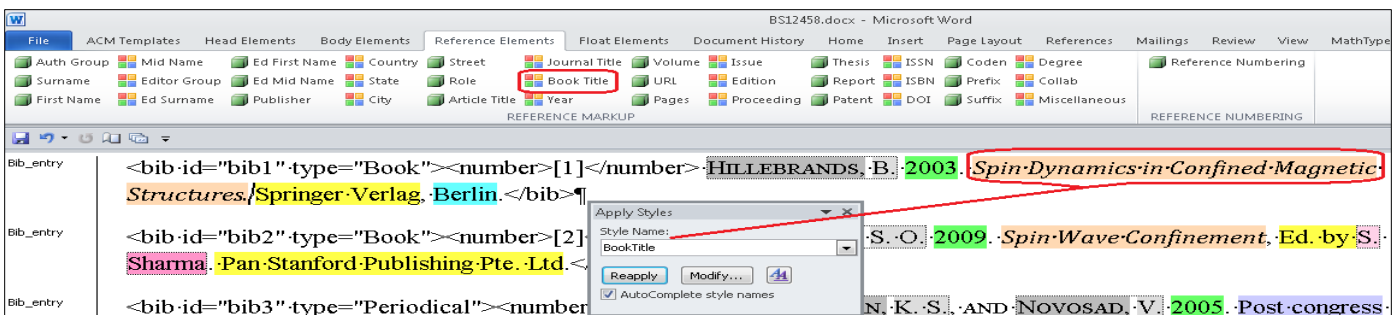 W BS12458.docx - Microsoft Word
File ACM Templates Head Elements Body Elements Reference Elements Float Elements Document History Home Insert Page Layout References Mailings Review View MathType
Auth Group Mid Name Ed First Name Country Street Journal Title Volume Issue Thesis ISSN Coden Degree Reference Numbering
Surname Editor Group Ed Mid Name State Role Book Title URL Edition Report ISBN Prefix Collab
First Name Ed Surname Publisher City Article Title Year Pages Proceeding Patent DOI Suffix Miscellaneous
REFERENCE MARKUP REFERENCE NUMBERING
Bib_entry <bib·id="bib1"·type="Book"><number>[1]</number>·HILLEBRANDS,·B.·2003.·Spin·Dynamics·in·Confined·Magnetic·
Structures./Springer·Verlag,·Berlin.</bib>¶
Apply Styles
Style Name:
Bib_entry <bib·id="bib2"·type="Book"><number>[2] ·S.·O.·2009.·Spin·Wave·Confinement,·Ed.·by·S.·
BookTitle
Sharma.·Pan·Stanford·Publishing·Pte.·Ltd.</
Reapply Modify...
AutoComplete style names
Bib_entry <bib·id="bib3"·type="Periodical"><number N,·K.·S.,·AND·NOVOSAD,·V.·2005.·Post·congress·